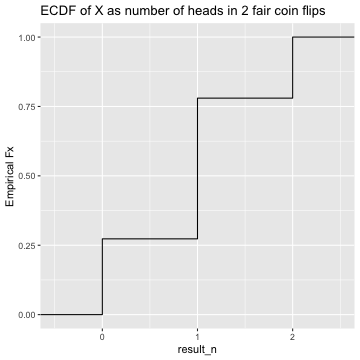 ECDF of X as number of heads in 2 fair coin flips
1.00
0.75
0.50
0.25
0.00
Empirical Fx
0 1 2
result_n